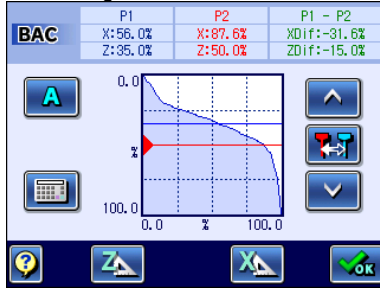 BAC
P1 P2 P1 - P2
X:56.0% X:87.6% XDif:-31.6%
Z:35.0% Z:50.0% ZDif:-15.0%
A
0.0
%
100.0
0.0 % 100.0
? Z X OK